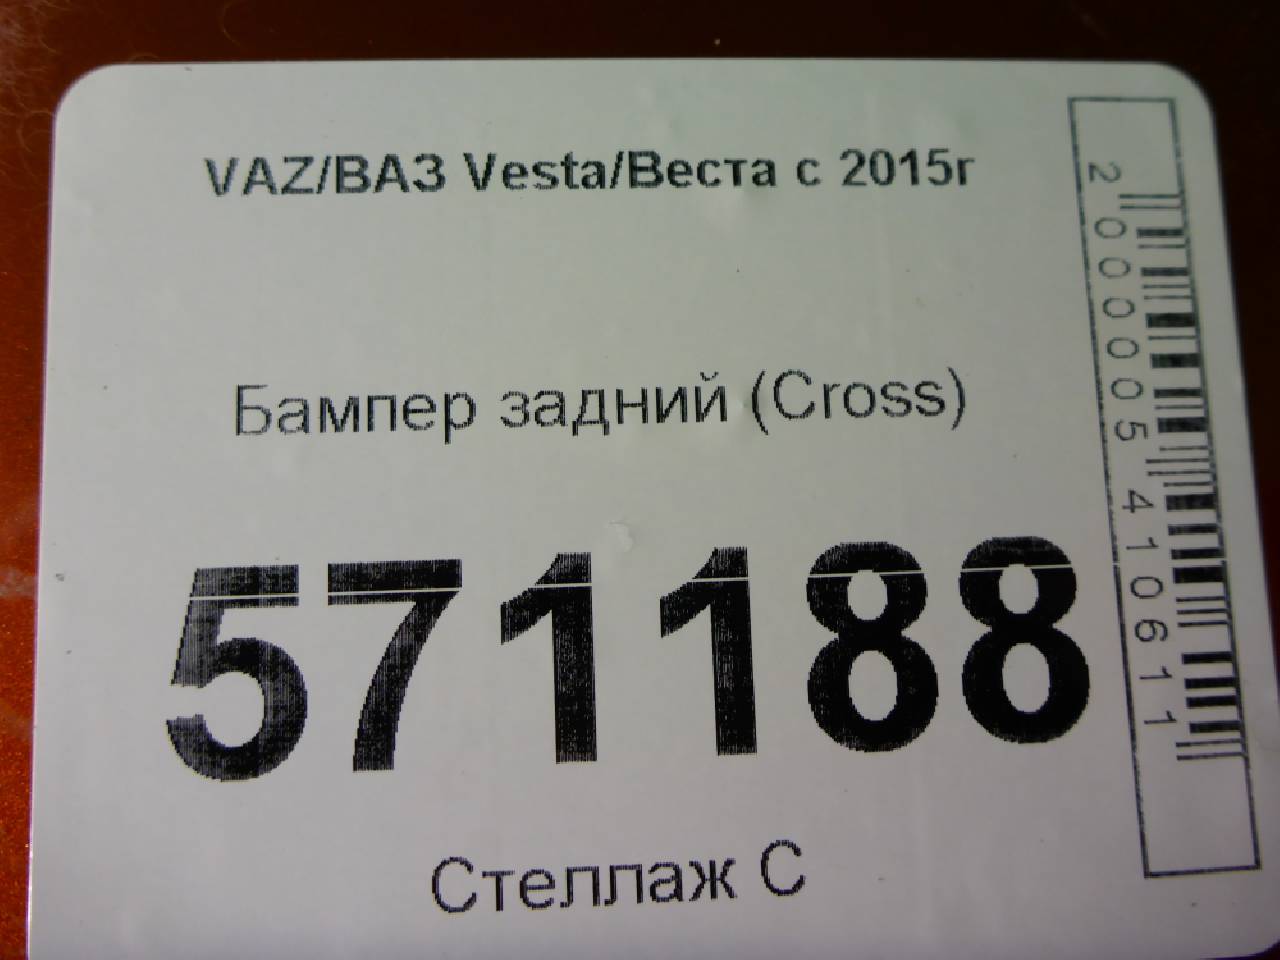 VAZ/ВАЗ Vesta/Веста с 2015г
Бампер задний (Cross)
571188
Стеллаж С
2000005410611